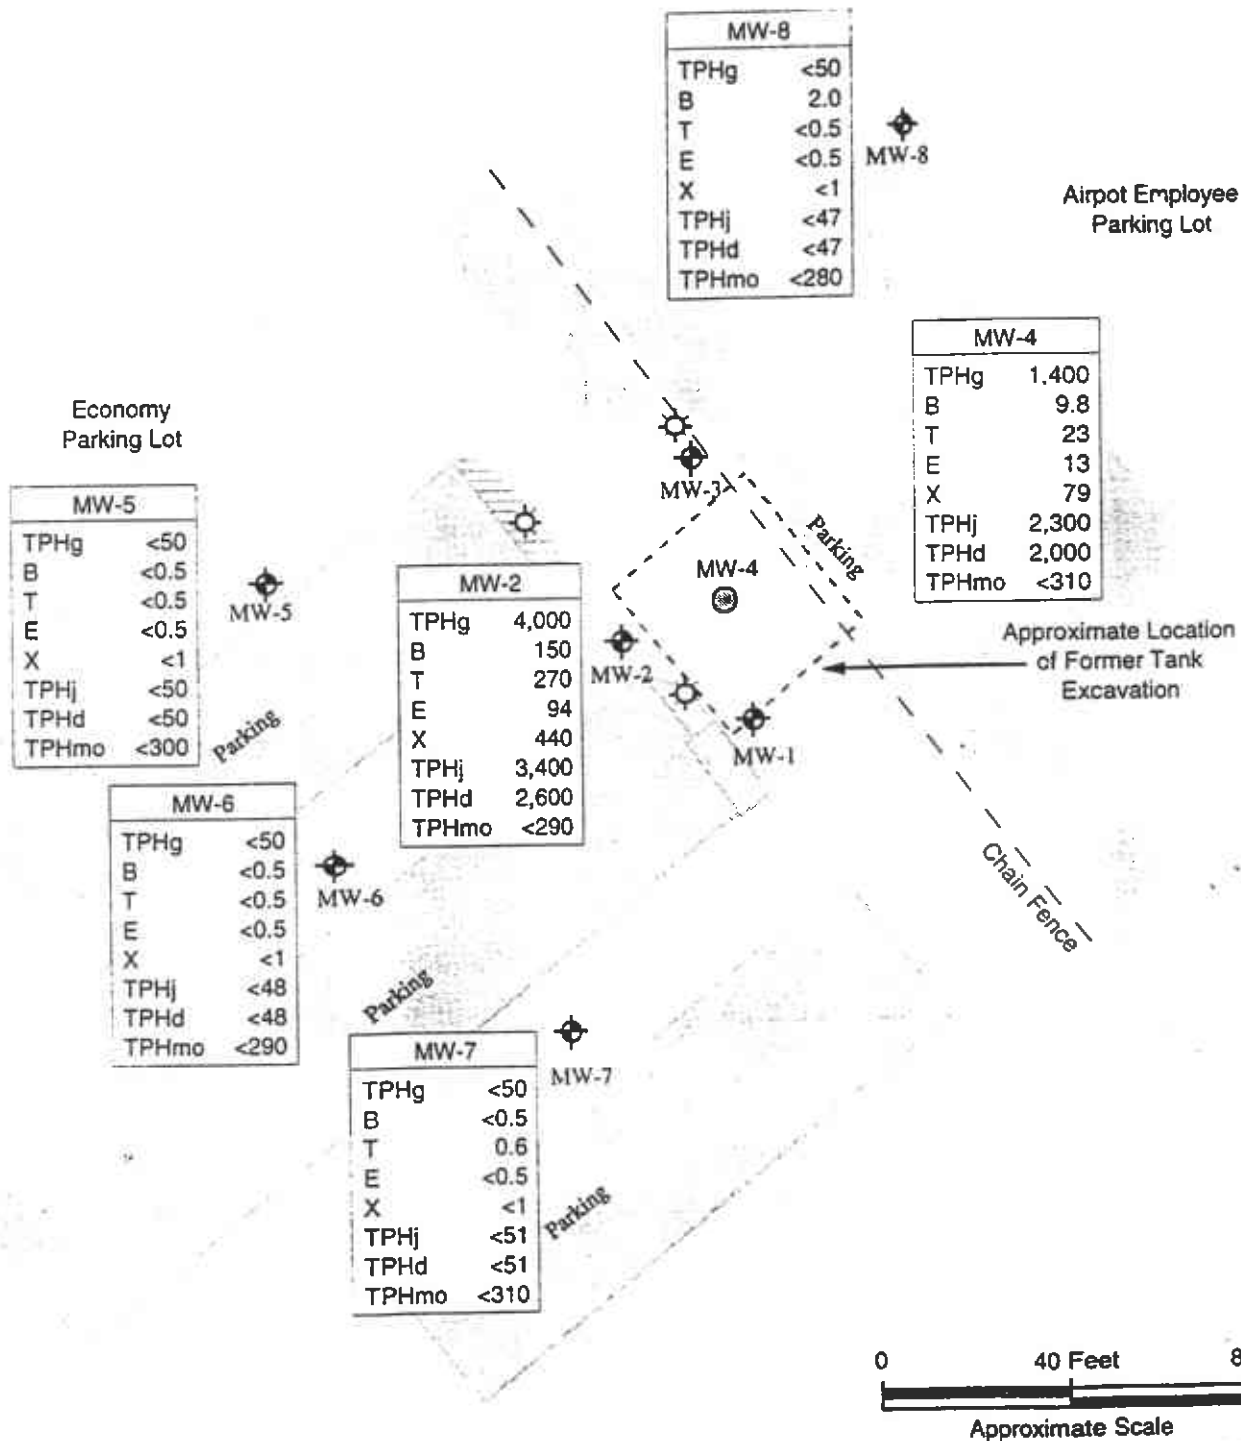 MW-8
TPHg <50
B 2.0
T <0.5
E <0.5
X <1
TPHj <47
TPHd <47
TPHmo <280
MW-8
Airpot Employee
Parking Lot
MW-4
TPHg 1,400
B 9.8
T 23
E 13
X 79
TPHj 2,300
TPHd 2,000
TPHmo <310
Economy
Parking Lot
MW-3
Parking
MW-4
MW-5
TPHg <50
B <0.5
T <0.5
E <0.5
X <1
TPHj <50
TPHd <50
TPHmo <300
MW-5
MW-2
TPHg 4,000
B 150
T 270
E 94
X 440
TPHj 3,400
TPHd 2,600
TPHmo <290
MW-2
Approximate Location
of Former Tank
Excavation
MW-1
Parking
MW-6
TPHg <50
B <0.5
T <0.5
E <0.5
X <1
TPHj <48
TPHd <48
TPHmo <290
MW-6
Chain Fence
Parking
MW-7
TPHg <50
B <0.5
T 0.6
E <0.5
X <1
TPHj <51
TPHd <51
TPHmo <310
MW-7
Parking
0 40 Feet 8
Approximate Scale